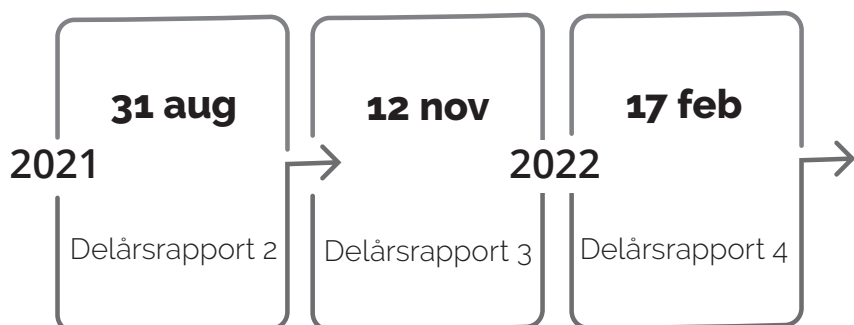 2021
31 aug
Delårsrapport 2
12 nov
Delårsrapport 3
2022
17 feb
Delårsrapport 4